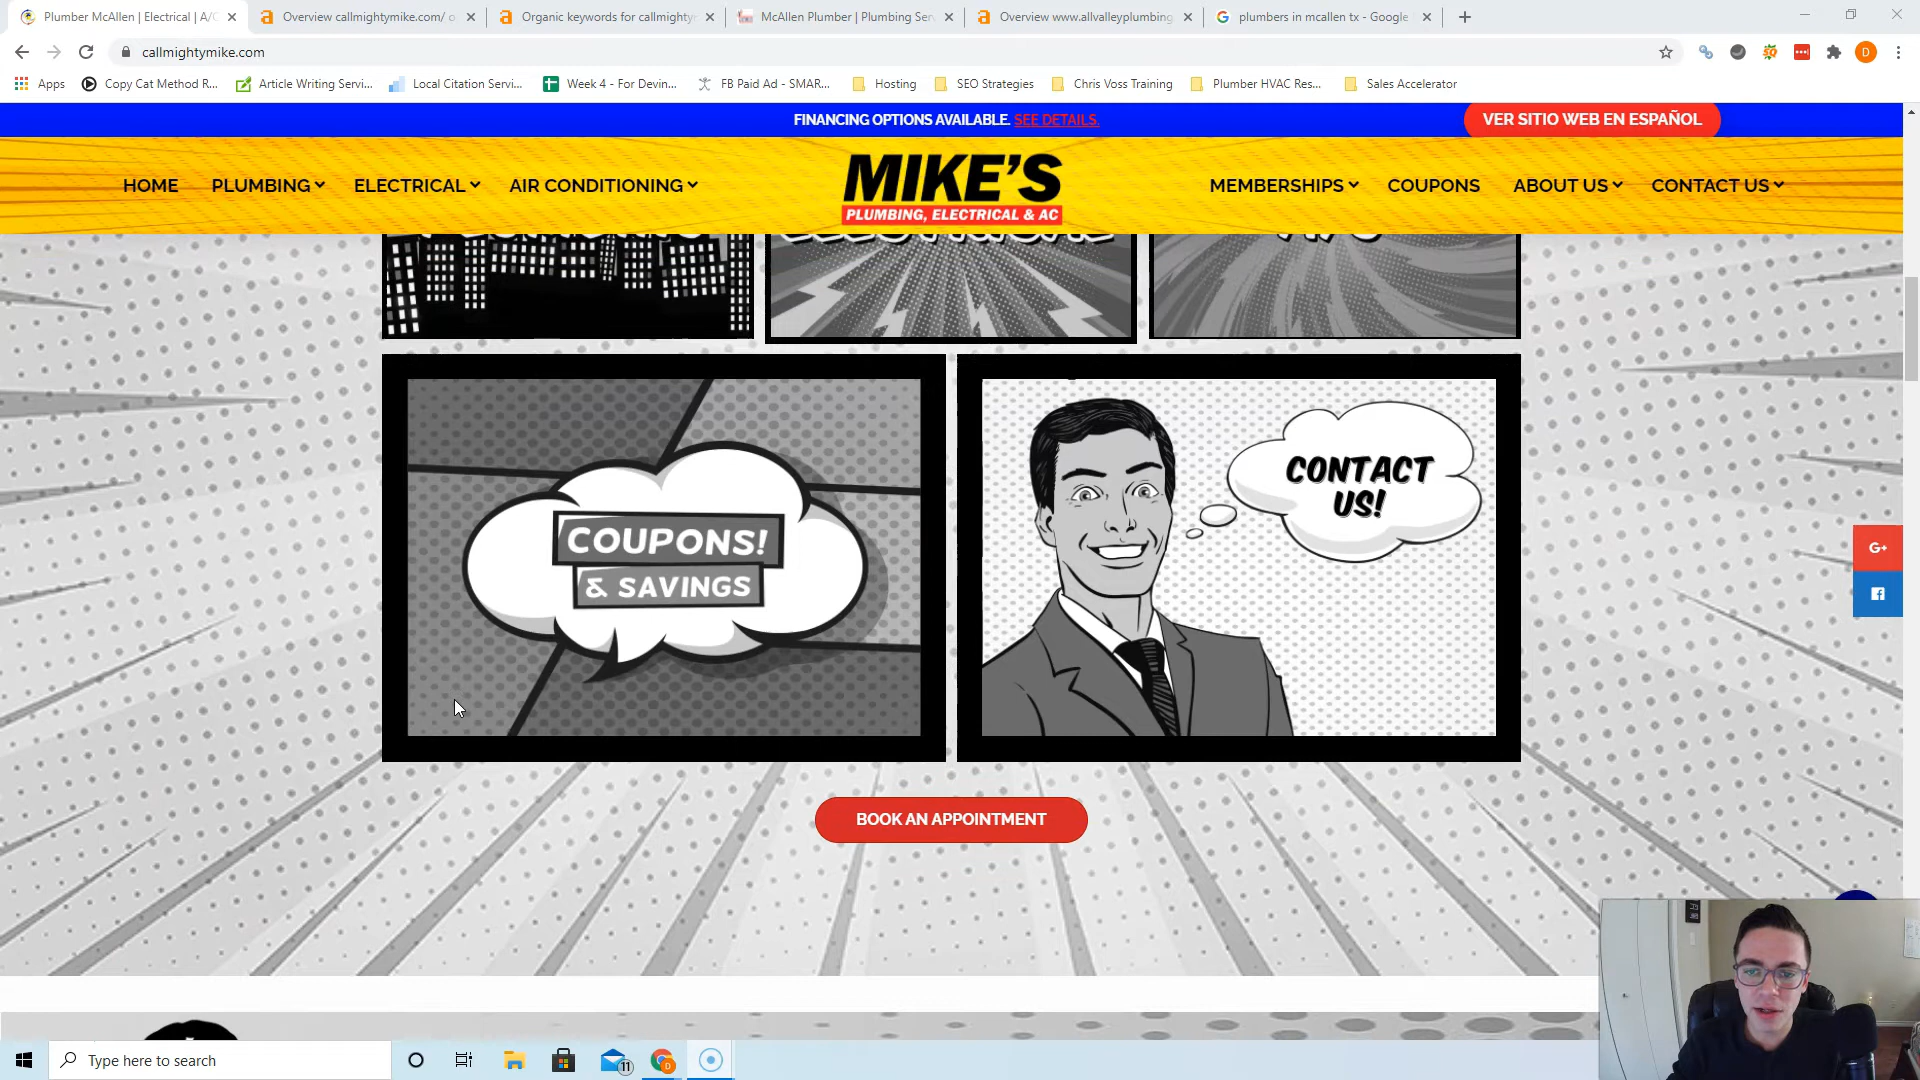 Plumber McAllen | Electrical | A/C
Overview callmightymike.com/ o
Organic keywords for callmighty
McAllen Plumber | Plumbing Ser
Overview www.allvalleyplumbing
plumbers in mcallen tx - Google
callmightymike.com
Apps
Copy Cat Method R...
Article Writing Servi...
Local Citation Servi...
Week 4 - For Devin...
FB Paid Ad - SMAR...
Hosting
SEO Strategies
Chris Voss Training
Plumber HVAC Res...
Sales Accelerator
FINANCING OPTIONS AVAILABLE. SEE DETAILS.
VER SITIO WEB EN ESPAÑOL
HOME
PLUMBING
ELECTRICAL
AIR CONDITIONING
MIKE'S
PLUMBING, ELECTRICAL & AC
MEMBERSHIPS
COUPONS
ABOUT US
CONTACT US
COUPONS!
& SAVINGS
CONTACT
US!
G+
BOOK AN APPOINTMENT
Type here to search
11